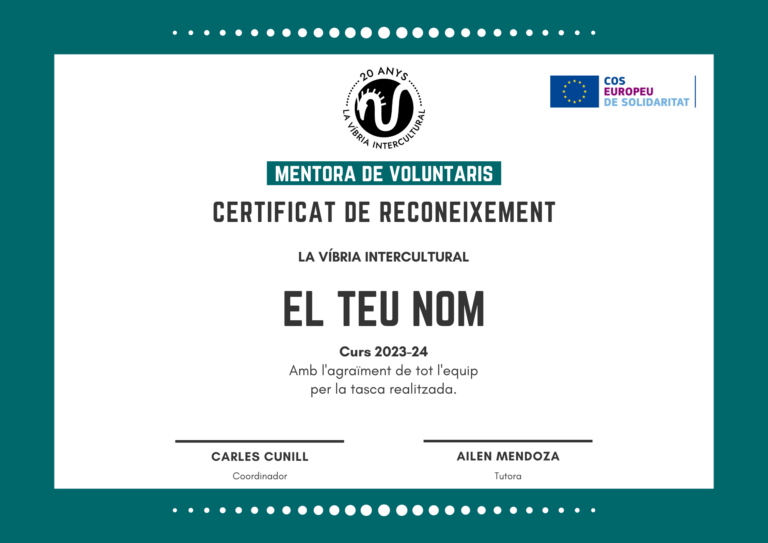 20 ANYS
LA VÍBRIA INTERCULTURAL
COS
EUROPEU
DE SOLIDARITAT
MENTORA DE VOLUNTARIS
CERTIFICAT DE RECONEIXEMENT
LA VÍBRIA INTERCULTURAL
EL TEU NOM
Curs 2023-24
Amb l'agraïment de tot l'equip
per la tasca realitzada.
CARLES CUNILL
Coordinador
AILEN MENDOZA
Tutora